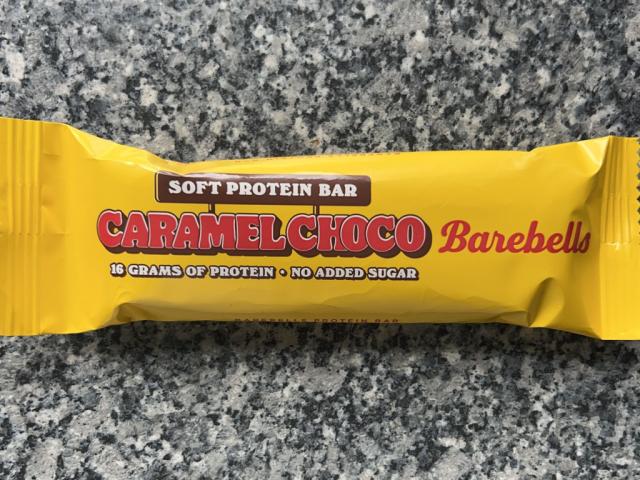 SOFT PROTEIN BAR
CARAMEL CHOCO
Barebells
16 GRAMS OF PROTEIN • NO ADDED SUGAR
BAREBELLS PROTEIN BAR